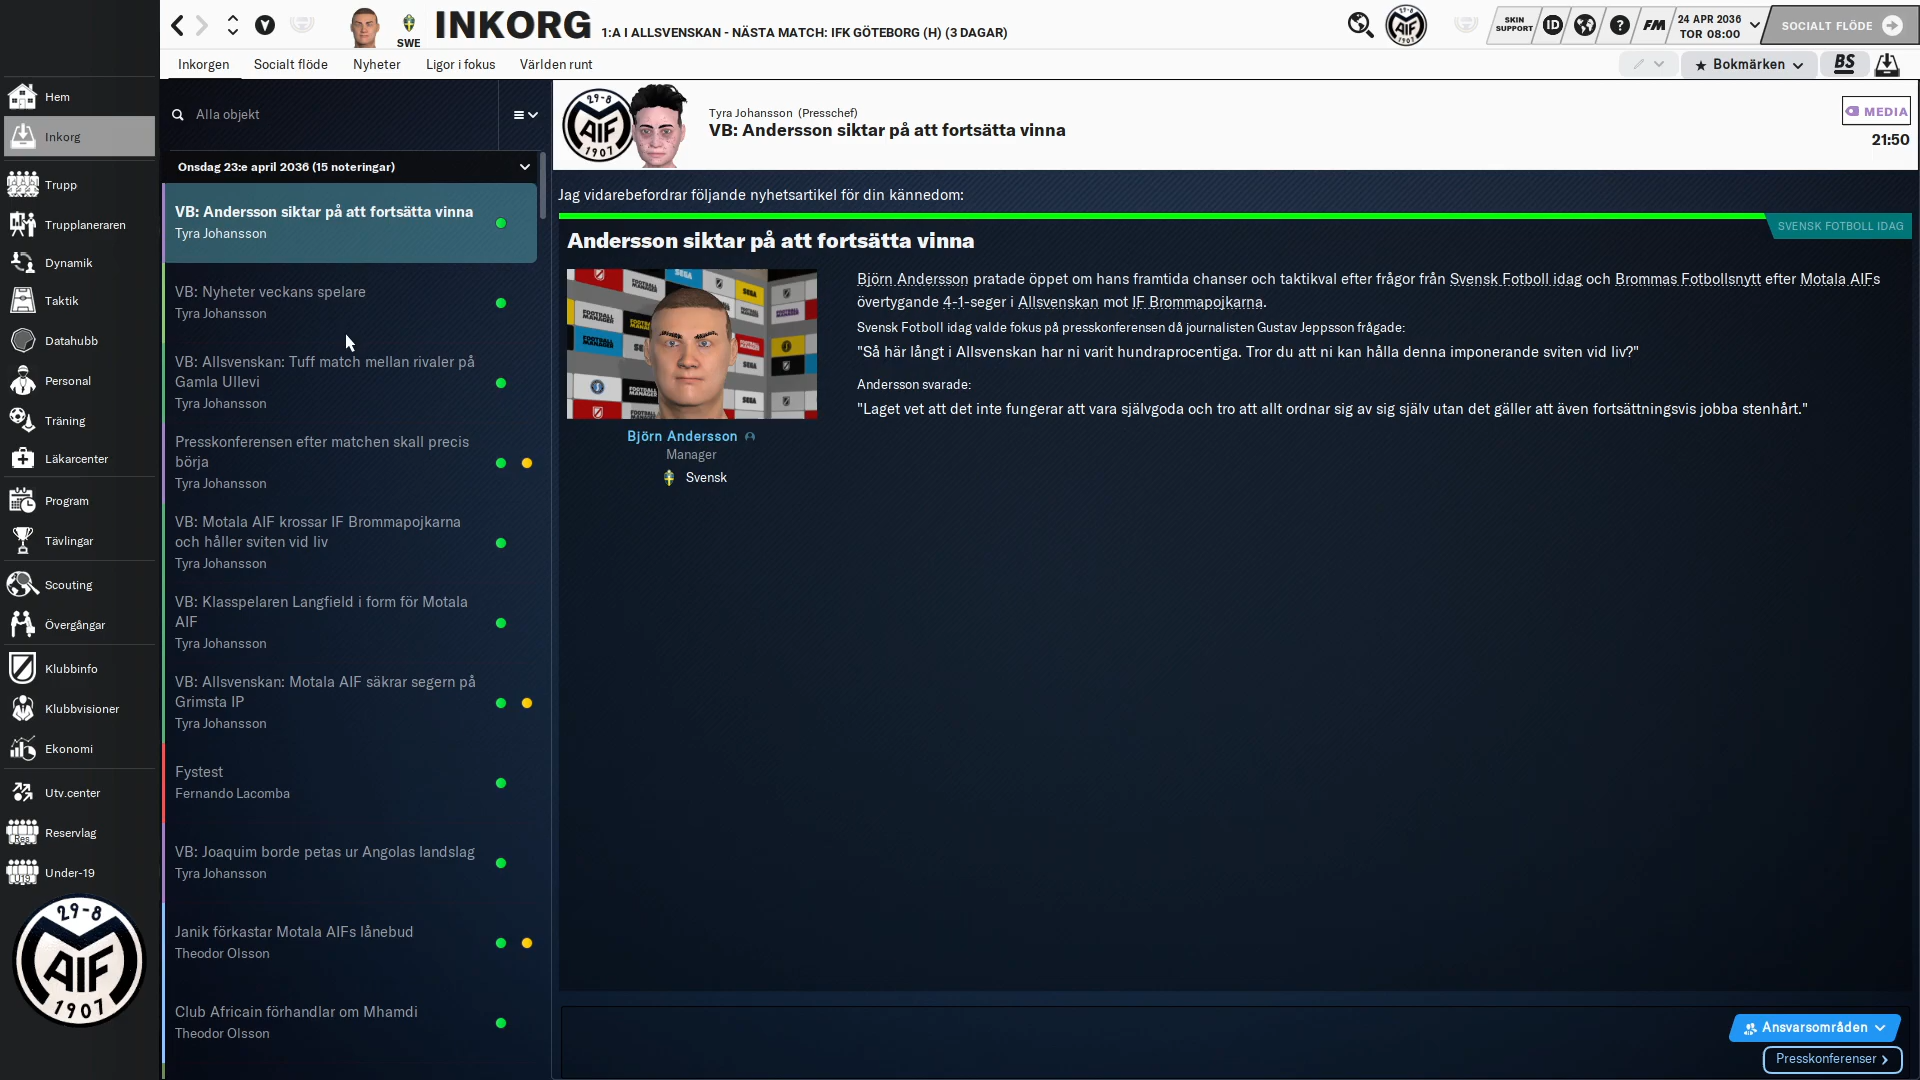 INKORG
1:A I ALLSVENSKAN - NÄSTA MATCH: IFK GÖTEBORG (H) (3 DAGAR)
SWE
SKIN SUPPORT
ID
FM
24 APR 2036
TOR 08:00
SOCIALT FLÖDE
Inkorgen
Socialt flöde
Nyheter
Ligor i fokus
Världen runt
Bokmärken
BS
Hem
Inkorg
Trupp
Trupplaneraren
Dynamik
Taktik
Datahubb
Personal
Träning
Läkarcenter
Program
Tävlingar
Scouting
Övergångar
Klubbinfo
Klubbvisioner
Ekonomi
Utv.center
Reservlag
Under-19
29-8
AIF
1907
Alla objekt
Onsdag 23:e april 2036 (15 noteringar)
VB: Andersson siktar på att fortsätta vinna
Tyra Johansson
VB: Nyheter veckans spelare
Tyra Johansson
VB: Allsvenskan: Tuff match mellan rivaler på
Gamla Ullevi
Tyra Johansson
Presskonferensen efter matchen skall precis
börja
Tyra Johansson
VB: Motala AIF krossar IF Brommapojkarna
och håller sviten vid liv
Tyra Johansson
VB: Klasspelaren Langfield i form för Motala
AIF
Tyra Johansson
VB: Allsvenskan: Motala AIF säkrar segern på
Grimsta IP
Tyra Johansson
Fystest
Fernando Lacomba
VB: Joaquim borde petas ur Angolas landslag
Tyra Johansson
Janik förkastar Motala AIFs lånebud
Theodor Olsson
Club Africain förhandlar om Mhamdi
Theodor Olsson
29-8
AIF
1907
Tyra Johansson (Presschef)
VB: Andersson siktar på att fortsätta vinna
MEDIA
21:50
Jag vidarebefordrar följande nyhetsartikel för din kännedom:
SVENSK FOTBOLL IDAG
Andersson siktar på att fortsätta vinna
Björn Andersson pratade öppet om hans framtida chanser och taktikval efter frågor från Svensk Fotboll idag och Brommas Fotbollsnytt efter Motala AIFs
övertygande 4-1-seger i Allsvenskan mot IF Brommapojkarna.
Svensk Fotboll idag valde fokus på presskonferensen då journalisten Gustav Jeppsson frågade:
"Så här långt i Allsvenskan har ni varit hundraprocentiga. Tror du att ni kan hålla denna imponerande sviten vid liv?"
Andersson svarade:
"Laget vet att det inte fungerar att vara självgoda och tro att allt ordnar sig av sig själv utan det gäller att även fortsättningsvis jobba stenhårt."
Björn Andersson
Manager
Svensk
Ansvarsområden
Presskonferenser